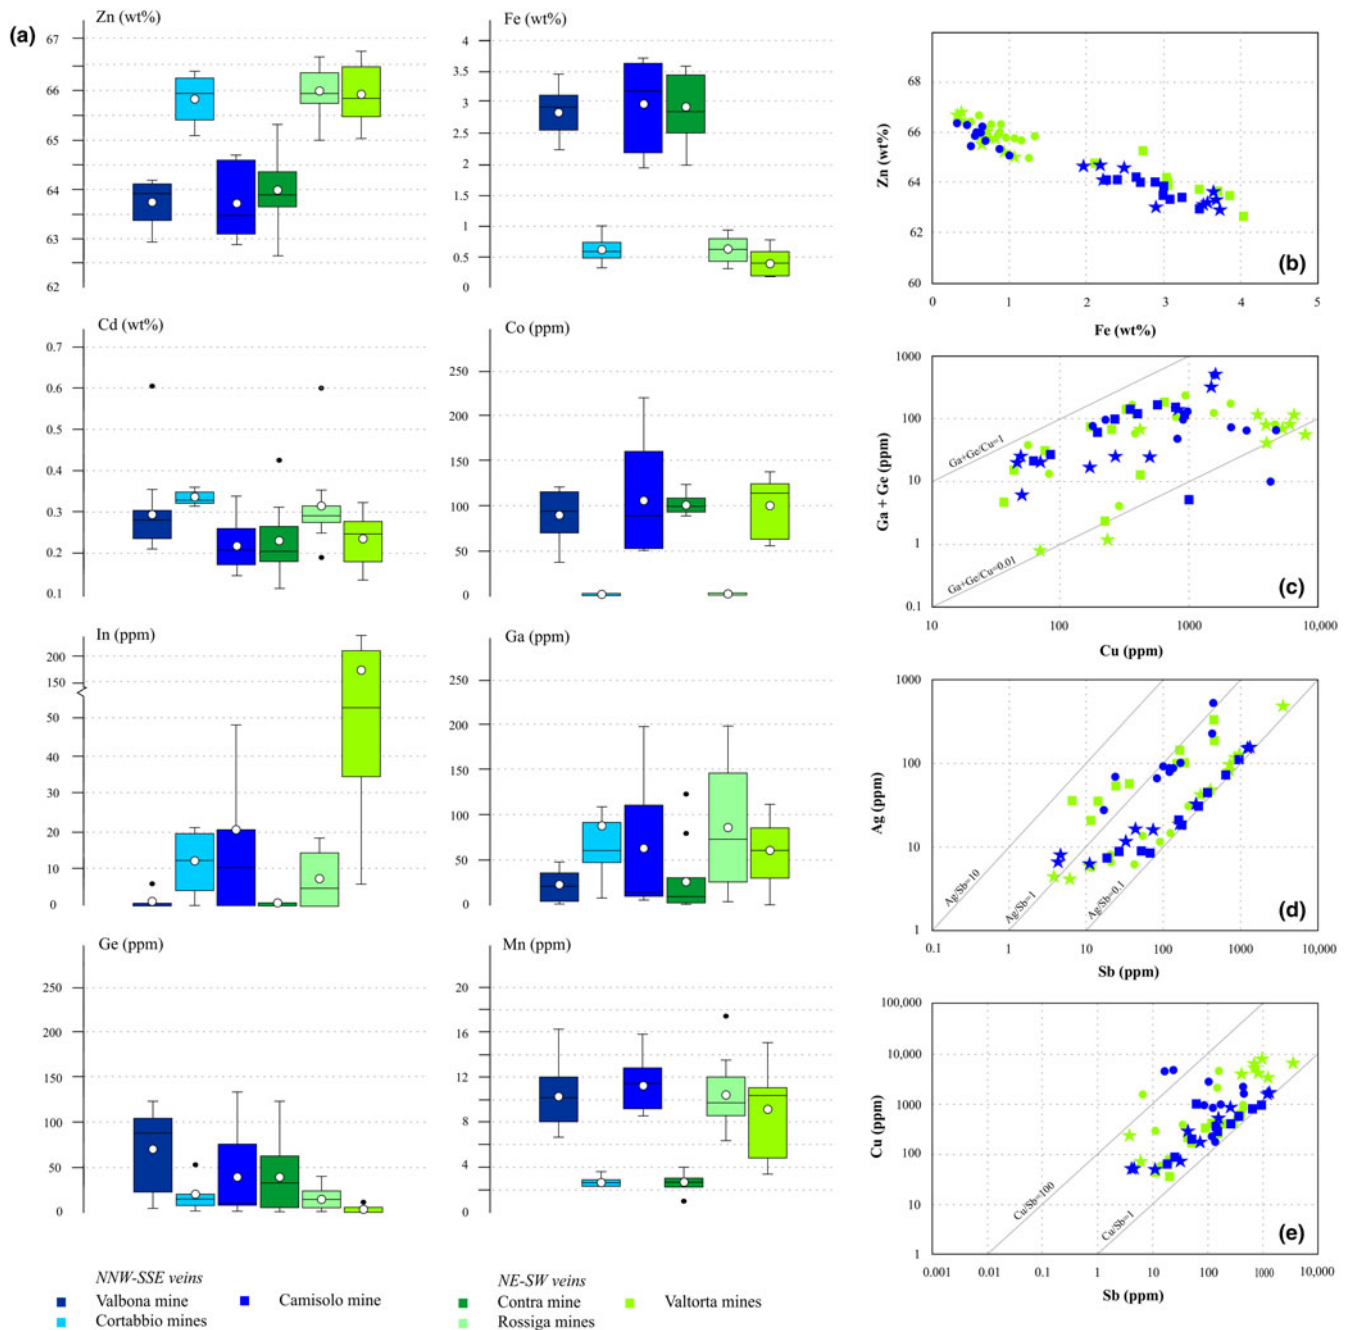 (a)
Zn (wt%)
67
66
65
64
63
62
Fe (wt%)
4
3.5
3
2.5
2
1.5
1
0.5
0
Cd (wt%)
0.7
0.6
0.5
0.4
0.3
0.2
0.1
Co (ppm)
250
200
150
100
50
0
In (ppm)
200
150
50
20
10
0
Ga (ppm)
250
200
150
100
50
0
Ge (ppm)
250
200
150
100
50
0
Mn (ppm)
20
16
12
10
8
4
2
0
NNW-SSE veins
Valbona mine
Camisolo mine
Cortabbio mines
NE-SW veins
Contra mine
Valtorta mines
Rossiga mines
Zn (wt%)
68
66
64
62
60
0 1 2 3 4 5
Fe (wt%)
(b)
Ga + Ge (ppm)
1000
100
10
1
0.1
Ga+Ge/Cu=1
Ga+Ge/Cu=0.01
(c)
10 100 1000 10,000
Cu (ppm)
Ag (ppm)
1000
100
10
1
Ag/Sb=10
Ag/Sb=1
Ag/Sb=0.1
(d)
0.1 1 10 100 1000 10,000
Sb (ppm)
Cu (ppm)
100,000
10,000
1000
100
10
1
Cu/Sb=100
Cu/Sb=1
(e)
0.001 0.01 0.1 1 10 100 1000 10,000
Sb (ppm)